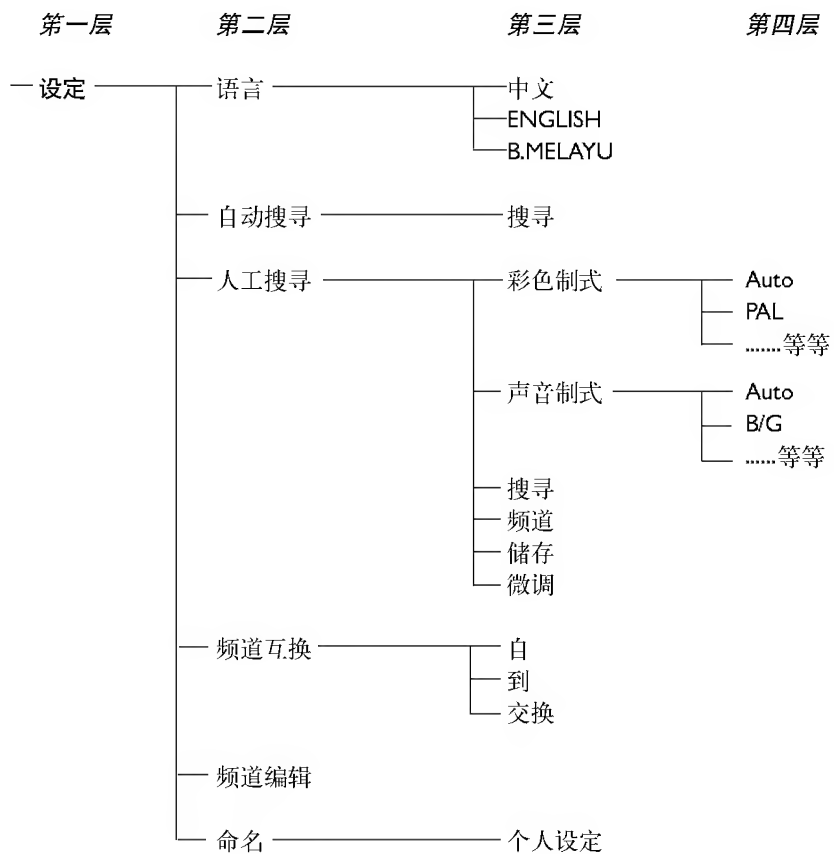 第一层 第二层 第三层 第四层
设定 语言 中文
ENGLISH
B.MELAYU
自动搜寻 搜寻
人工搜寻 彩色制式 Auto
PAL
.......等等
声音制式 Auto
B/G
......等等
搜寻
频道
储存
微调
频道互换 自
到
交换
频道编辑
命名 个人设定